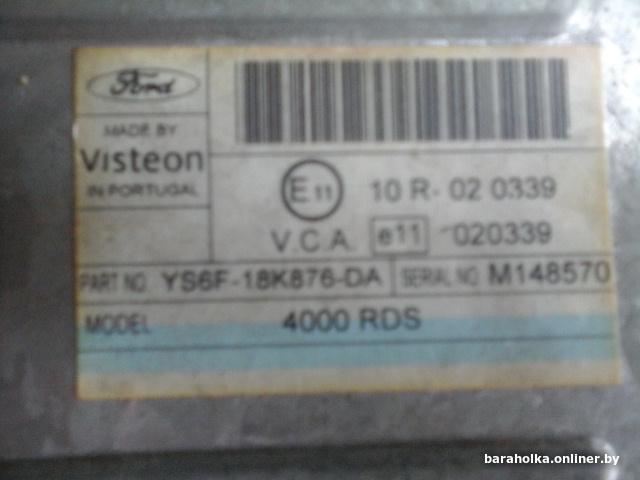 Ford
MADE BY
Visteon
IN PORTUGAL
E 11 10 R- 02 0339
V.C.A. e11 020339
PART NO. YS6F-18K876-DA SERIAL NO M148570
MODEL 4000 RDS
baraholka.onliner.by